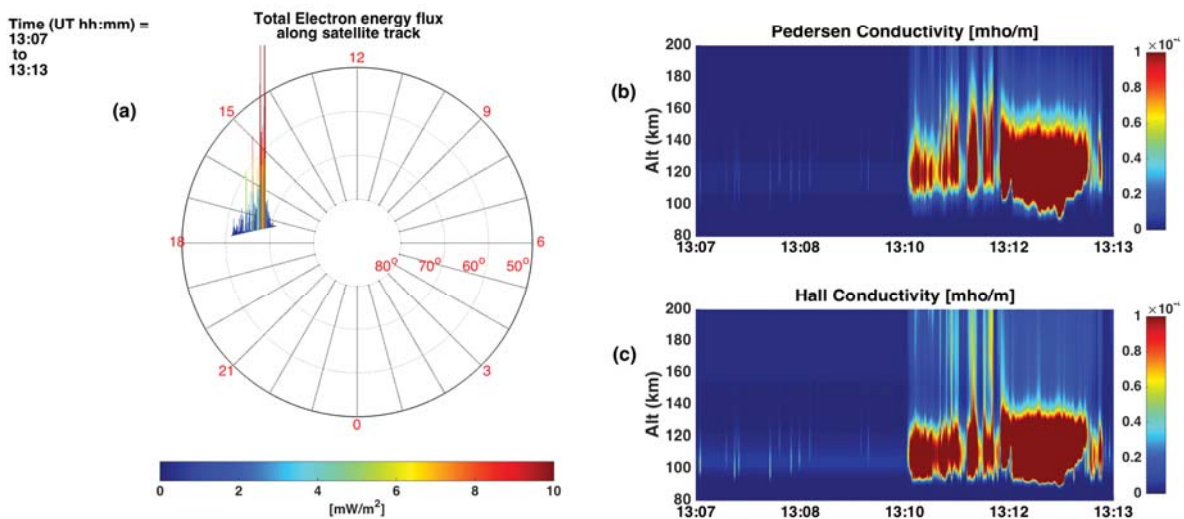 Time (UT hh:mm) =
13:07
to
13:13
Total Electron energy flux
along satellite track
(a)
12
15
9
18
6
80° 70° 60° 50°
21
3
0
0 2 4 6 8 10
[mW/m²]
(b)
Pedersen Conductivity [mho/m]
Alt (km)
200
180
160
140
120
100
80
13:07 13:08 13:10 13:12 13:13
1
0.8
0.6
0.4
0.2
0
(c)
Hall Conductivity [mho/m]
Alt (km)
200
180
160
140
120
100
80
13:07 13:08 13:10 13:12 13:13
1
0.8
0.6
0.4
0.2
0